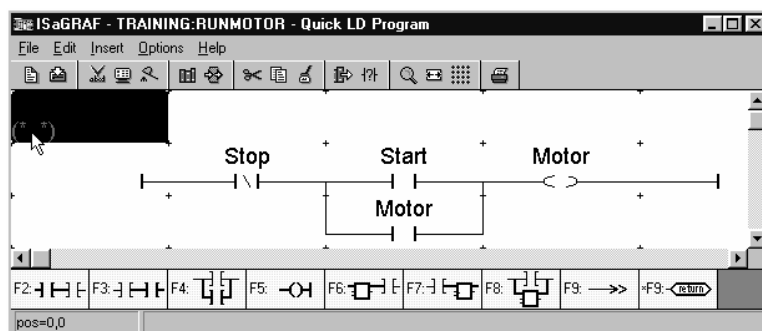 ISaGRAF - TRAINING:RUNMOTOR - Quick LD Program
File Edit Insert Options Help
(* *)
Stop Start Motor
Motor
F2: F3: F4: F5: F6: F7: F8: F9: >> *F9: return
pos=0,0